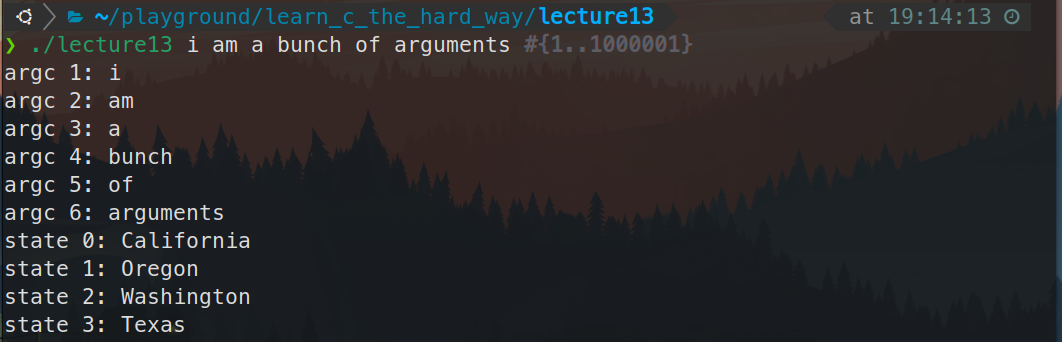 ~/playground/learn_c_the_hard_way/lecture13 at 19:14:13
❯ ./lecture13 i am a bunch of arguments #{1..1000001}
argc 1: i
argc 2: am
argc 3: a
argc 4: bunch
argc 5: of
argc 6: arguments
state 0: California
state 1: Oregon
state 2: Washington
state 3: Texas